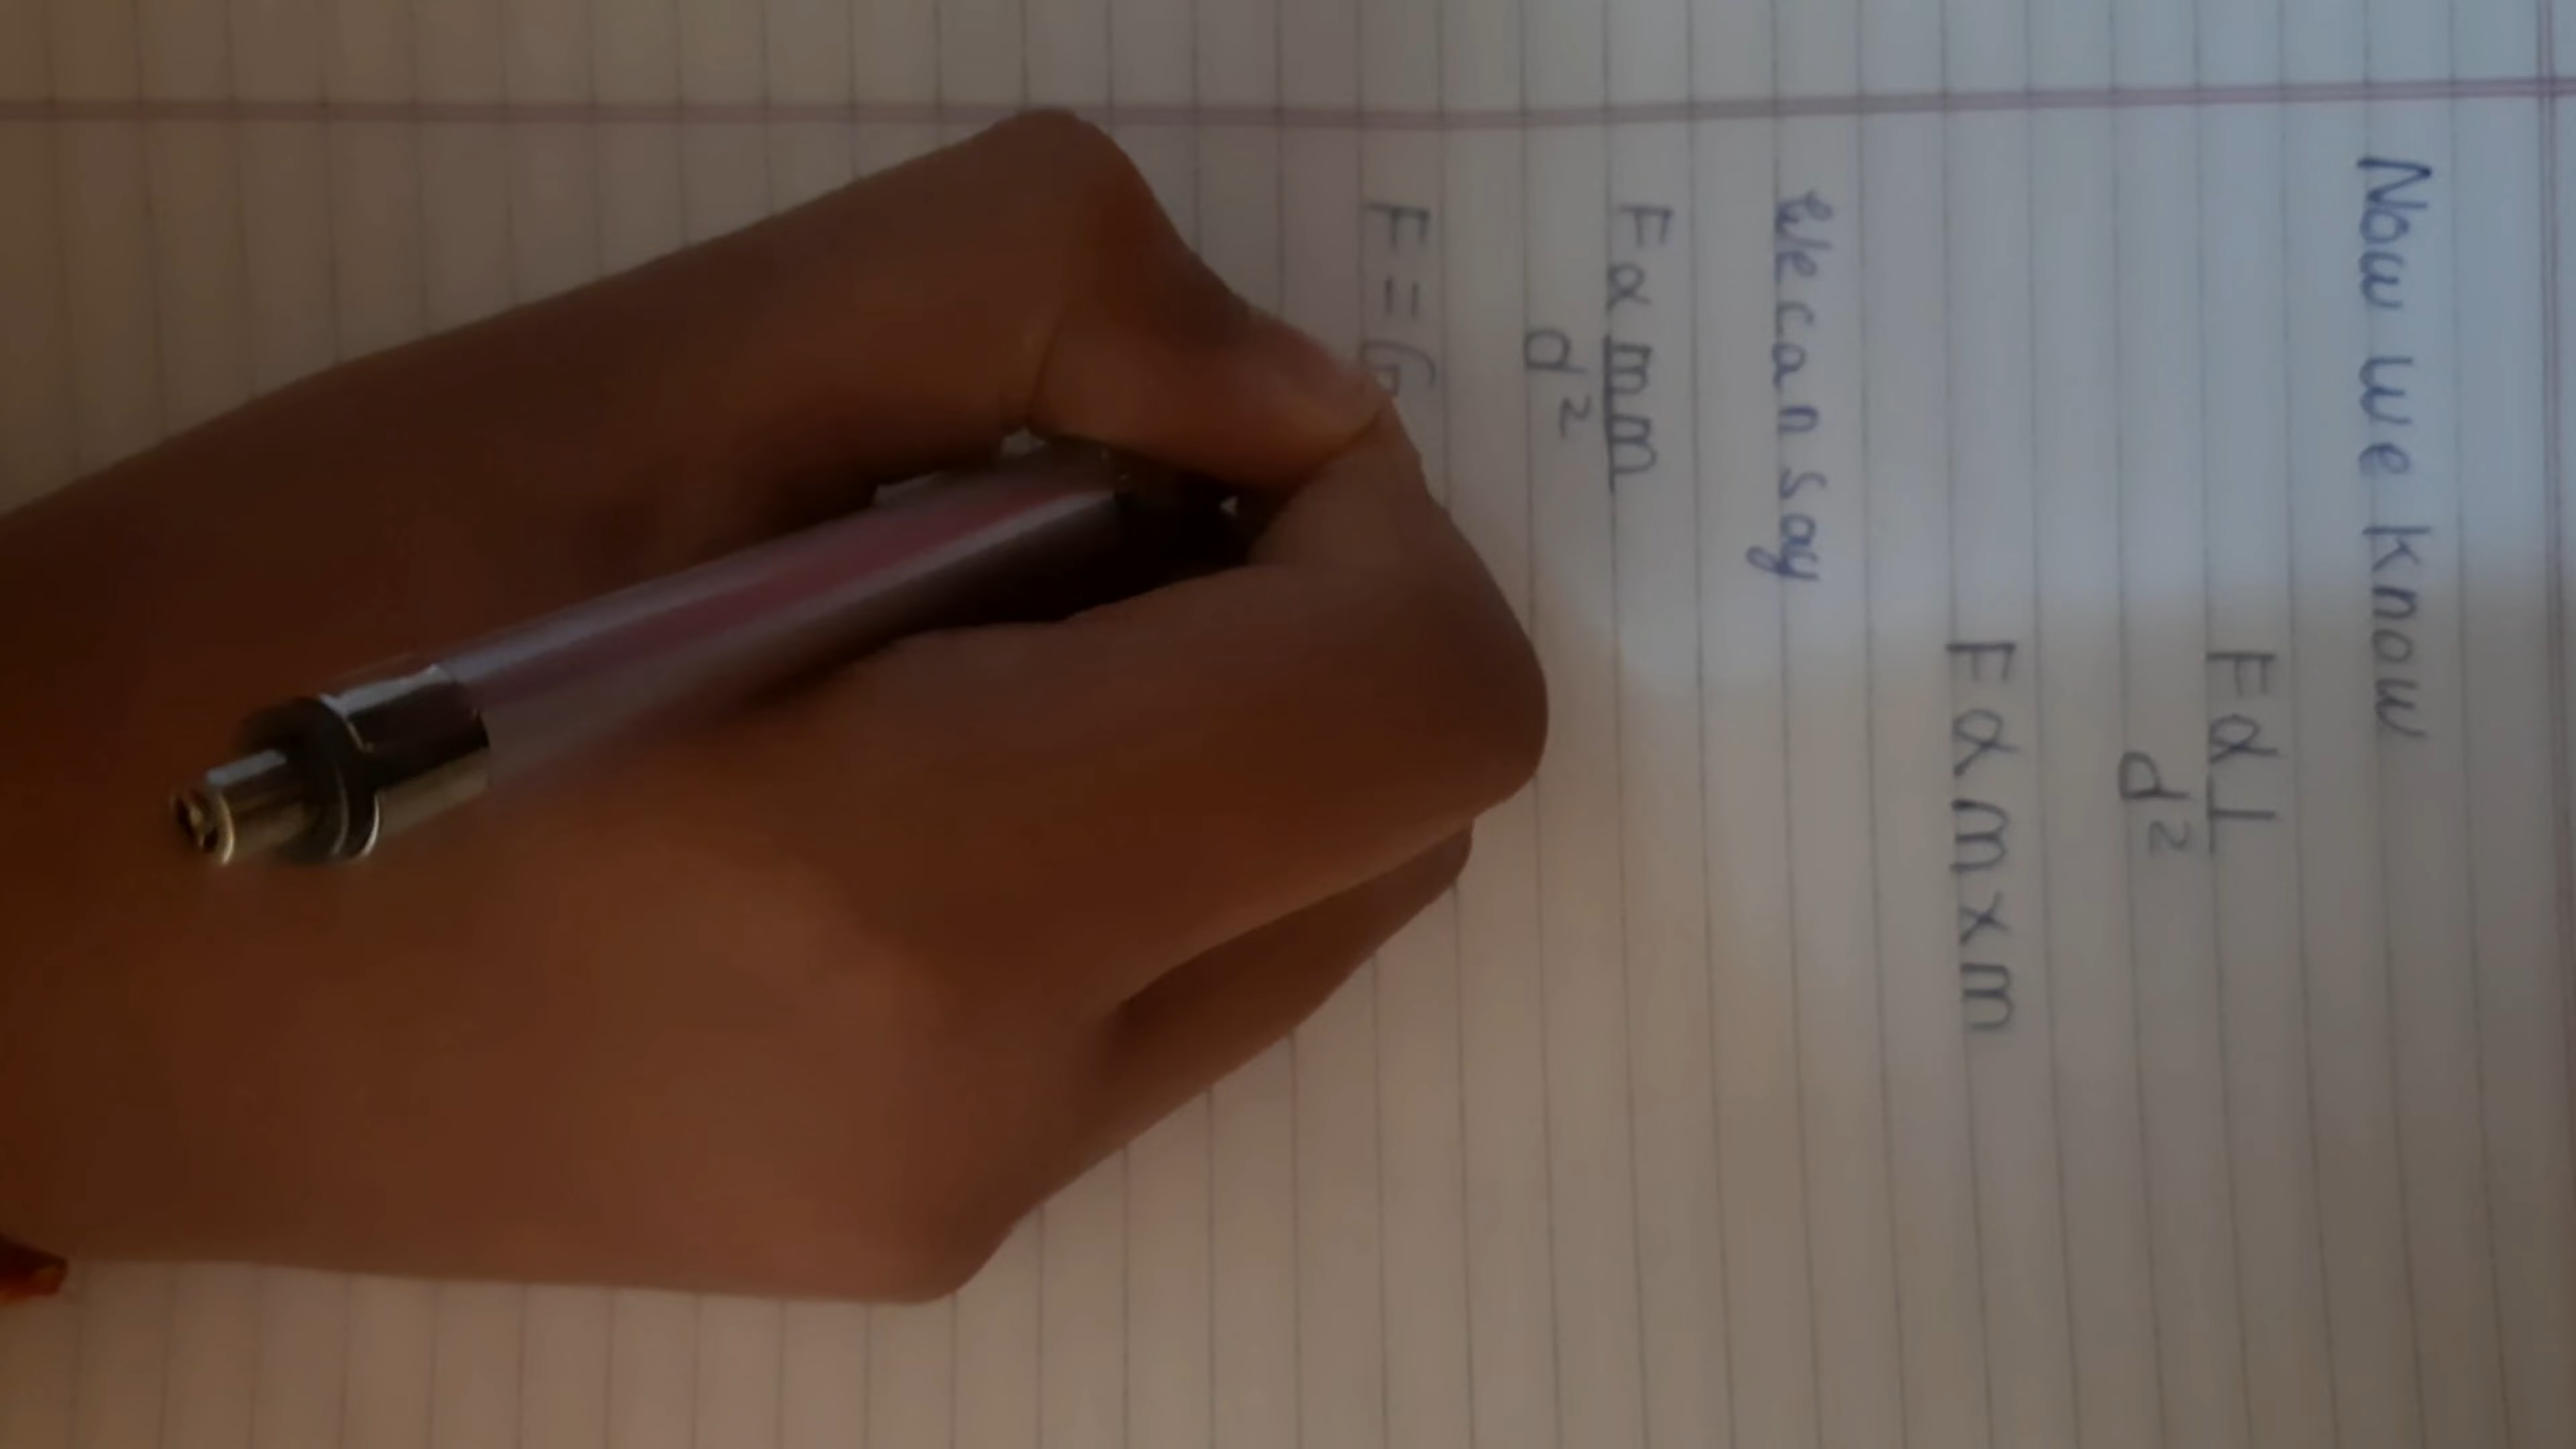 Now we know
F α 1
d²
F α m x m
We can say
F α mm
d²
F = G